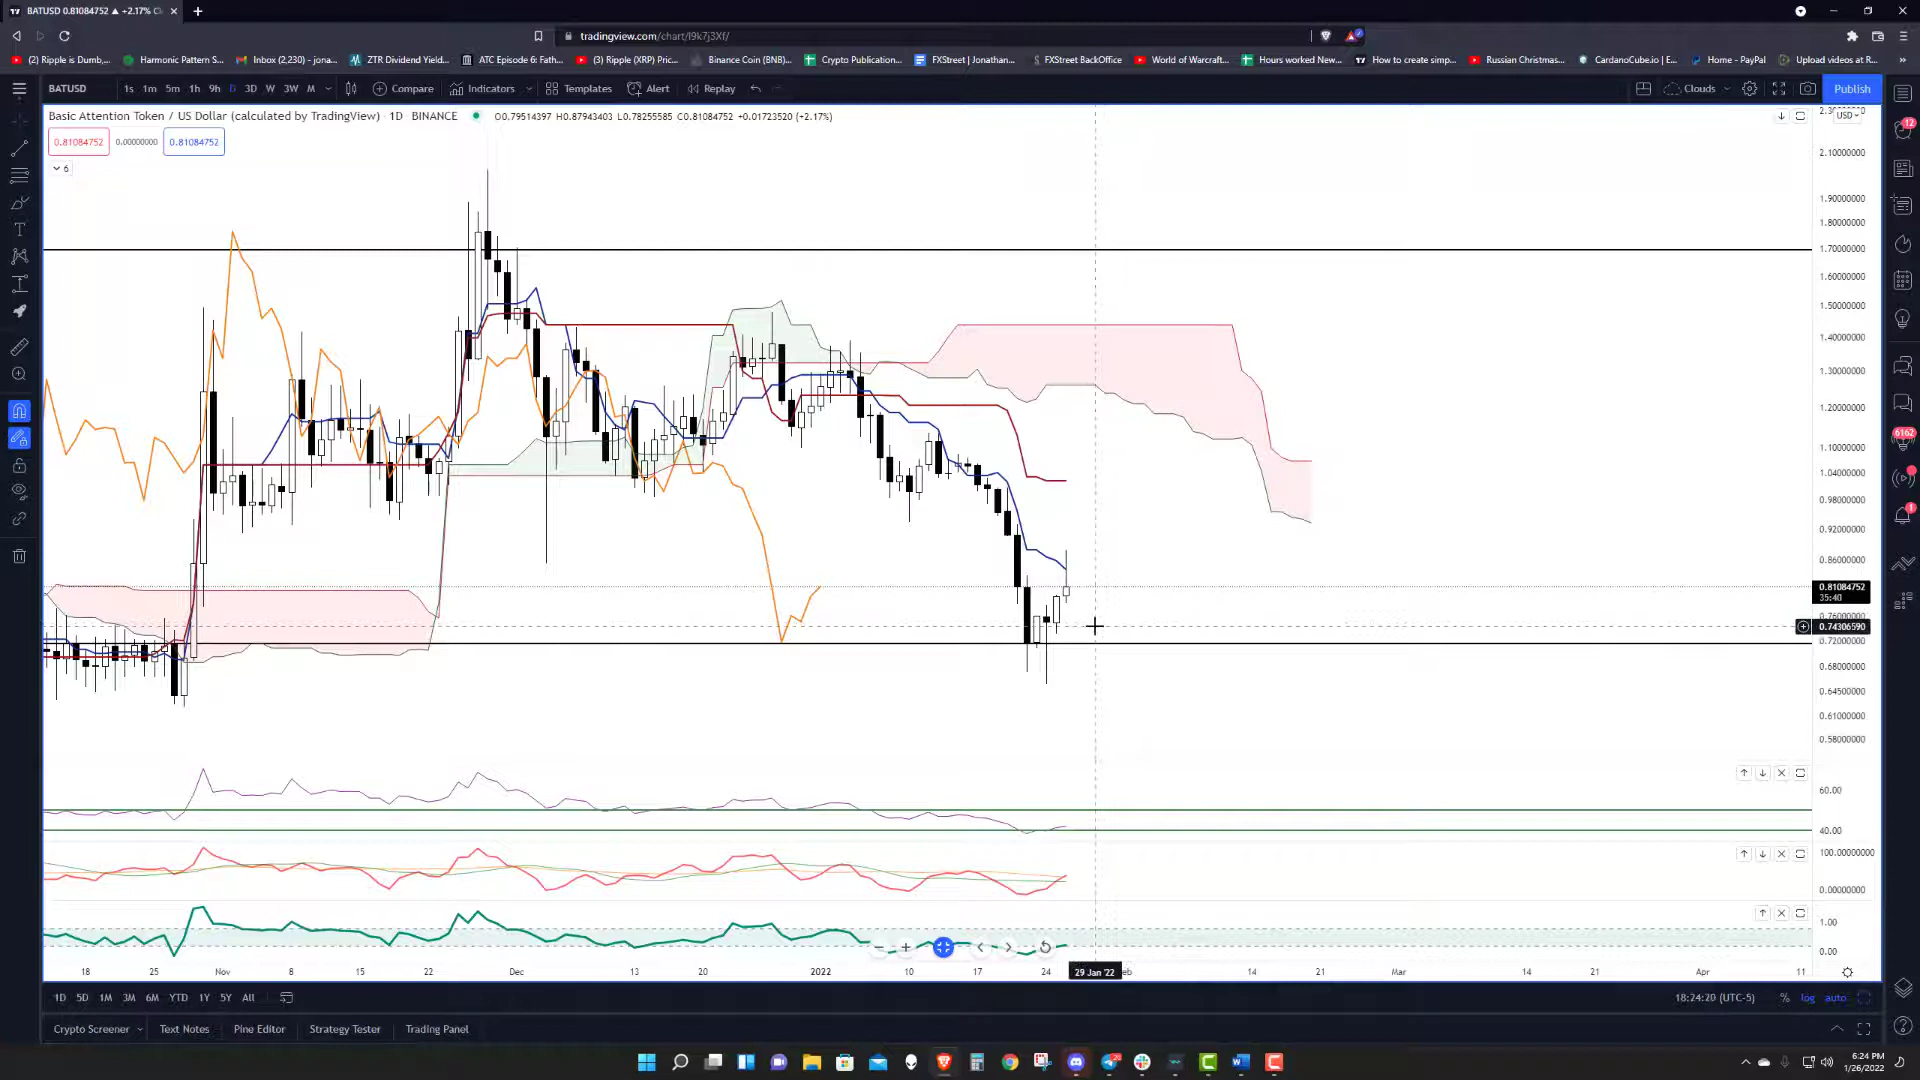 BATUSD 0.81084752 ▲ +2.17%
tradingview.com/chart/l9k7j3Xf/
(2) Ripple is Dumb,... Harmonic Pattern S... Inbox (2,230) – jona... ZTR Dividend Yield... ATC Episode 6: Fath... (3) Ripple (XRP) Pric... Binance Coin (BNB)... Crypto Publication... FXStreet | Jonathan... FXStreet BackOffice World of Warcraft... Hours worked New... How to create simp... Russian Christmas... CardanoCube.io | E... Home - PayPal Upload videos at R... »
BATUSD 1s 1m 5m 1h 9h D 3D W 3W M Compare Indicators Templates Alert Replay Clouds Publish
Basic Attention Token / US Dollar (calculated by TradingView) · 1D · BINANCE O0.79514397 H0.87943403 L0.78255585 C0.81084752 +0.01723520 (+2.17%)
USD
0.81084752 0.00000000 0.81084752
6
12
2.10000000
1.90000000
1.80000000
1.70000000
1.60000000
1.50000000
1.40000000
1.30000000
1.20000000
1.10000000
6162
1.04000000
0.98000000
0.92000000
0.86000000
0.81084752
35:40
0.74306590
0.72000000
0.68000000
0.64500000
0.61000000
0.58000000
60.00
40.00
100.00000000
0.00000000
1.00
0.00
18 25 Nov 8 15 22 Dec 13 20 2022 10 17 24 29 Jan '22 eb 14 21 Mar 14 21 Apr 11
1D 5D 1M 3M 6M YTD 1Y 5Y All 18:24:20 (UTC-5) % log auto
Crypto Screener Text Notes Pine Editor Strategy Tester Trading Panel
6:24 PM
1/26/2022